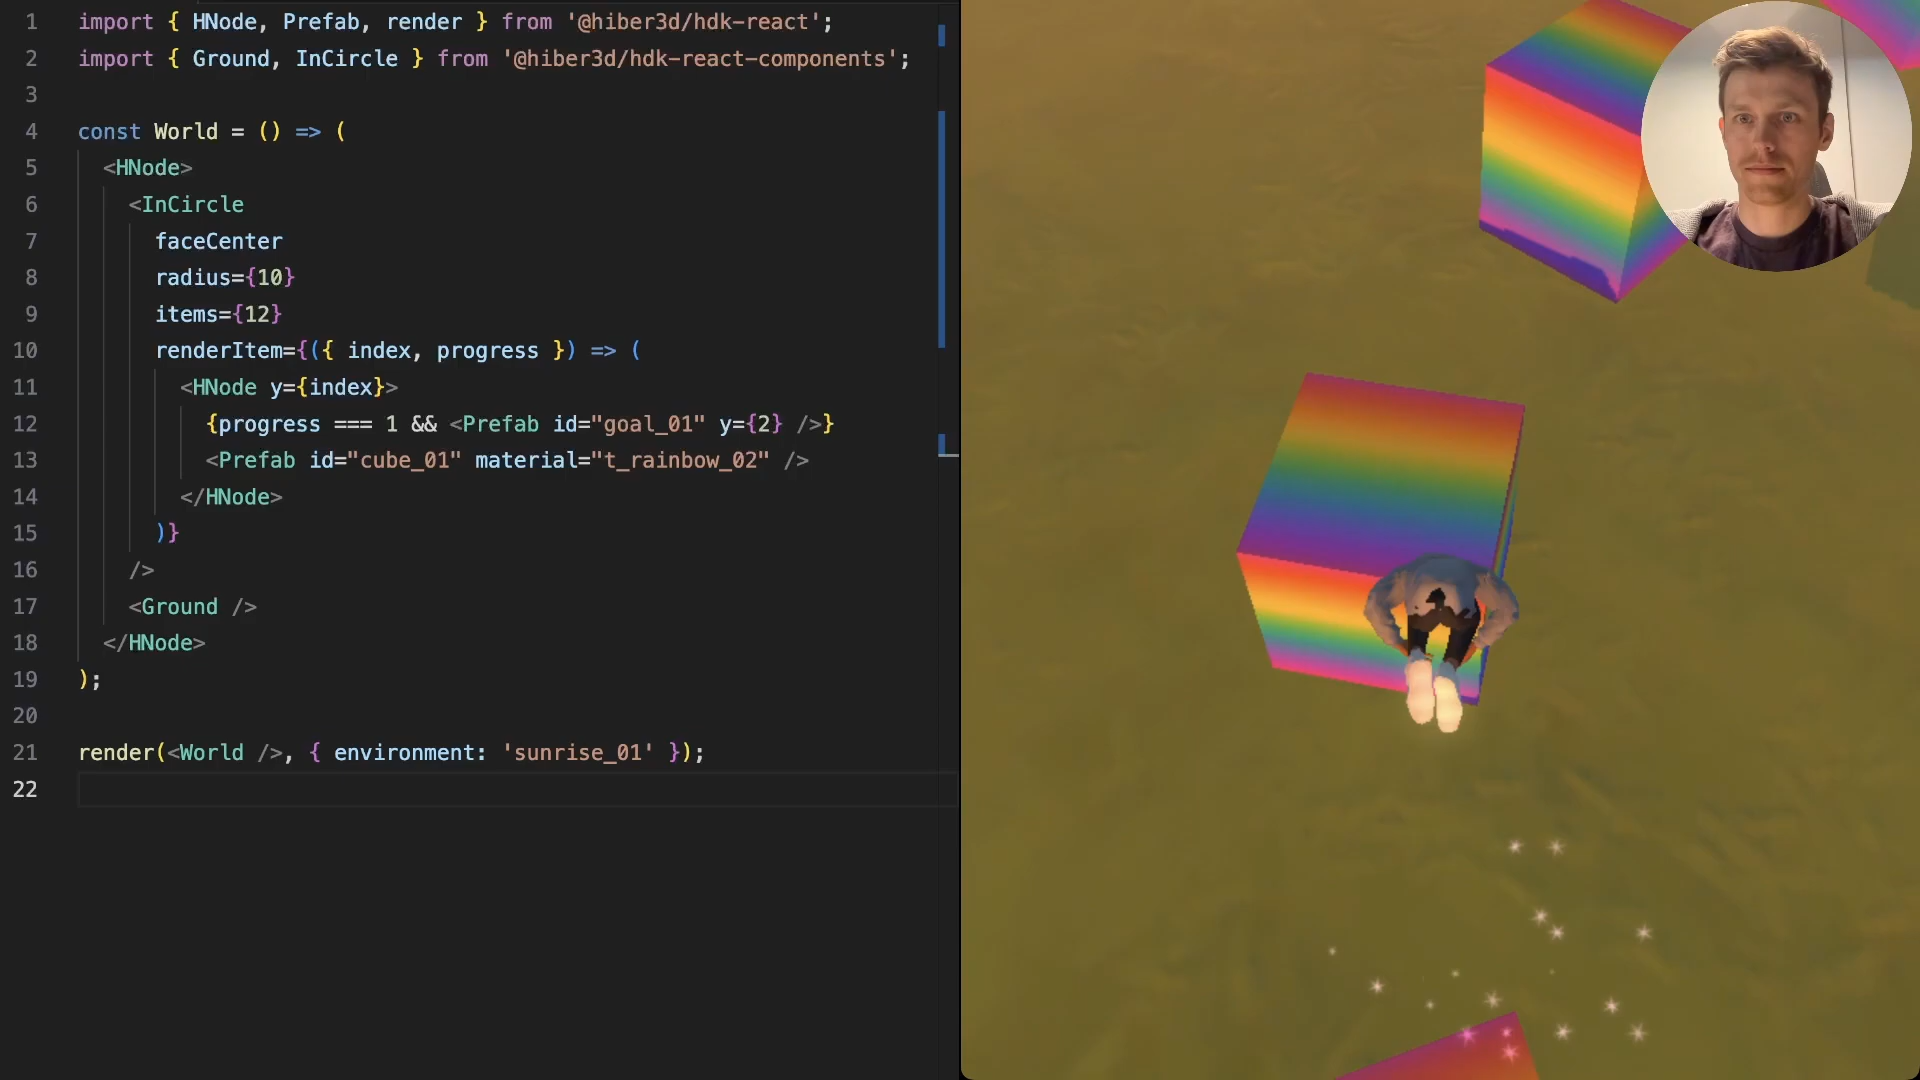 1 import { HNode, Prefab, render } from '@hiber3d/hdk-react';
2 import { Ground, InCircle } from '@hiber3d/hdk-react-components';
3
4 const World = () => (
5 <HNode>
6 <InCircle
7 faceCenter
8 radius={10}
9 items={12}
10 renderItem={({ index, progress }) => (
11 <HNode y={index}>
12 {progress === 1 && <Prefab id="goal_01" y={2} />}
13 <Prefab id="cube_01" material="t_rainbow_02" />
14 </HNode>
15 )}
16 />
17 <Ground />
18 </HNode>
19 );
20
21 render(<World />, { environment: 'sunrise_01' });
22